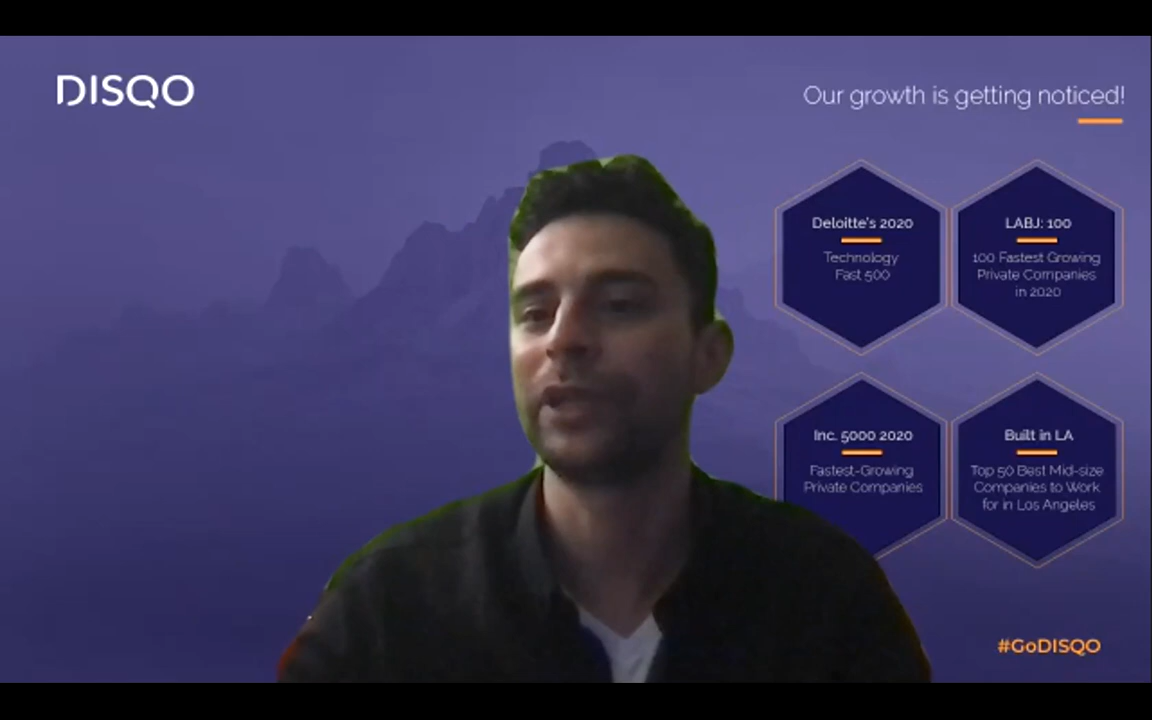 DISQO
Our growth is getting noticed!
Deloitte's 2020
Technology
Fast 500
LABJ: 100
100 Fastest Growing
Private Companies
in 2020
Inc. 5000 2020
Fastest-Growing
Private Companies
Built in LA
Top 50 Best Mid-size
Companies to Work
for in Los Angeles
#GoDISQO